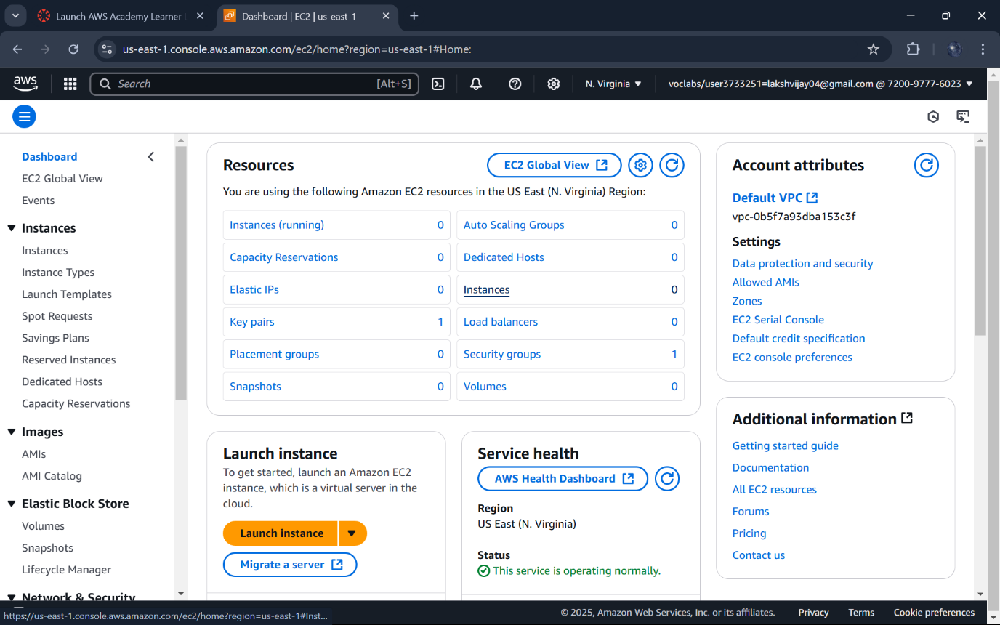 Launch AWS Academy Learner
Dashboard | EC2 | us-east-1
us-east-1.console.aws.amazon.com/ec2/home?region=us-east-1#Home:
aws
Search
[Alt+S]
N. Virginia
voclabs/user3733251=lakshvijay04@gmail.com @ 7200-9777-6023
Dashboard
EC2 Global View
Events
Instances
Instances
Instance Types
Launch Templates
Spot Requests
Savings Plans
Reserved Instances
Dedicated Hosts
Capacity Reservations
Images
AMIs
AMI Catalog
Elastic Block Store
Volumes
Snapshots
Lifecycle Manager
Network & Security
Resources
EC2 Global View
You are using the following Amazon EC2 resources in the US East (N. Virginia) Region:
Instances (running) 0
Auto Scaling Groups 0
Capacity Reservations 0
Dedicated Hosts 0
Elastic IPs 0
Instances 0
Key pairs 1
Load balancers 0
Placement groups 0
Security groups 1
Snapshots 0
Volumes 0
Launch instance
To get started, launch an Amazon EC2
instance, which is a virtual server in the
cloud.
Launch instance
Migrate a server
Service health
AWS Health Dashboard
Region
US East (N. Virginia)
Status
This service is operating normally.
Account attributes
Default VPC
vpc-0b5f7a93dba153c3f
Settings
Data protection and security
Allowed AMIs
Zones
EC2 Serial Console
Default credit specification
EC2 console preferences
Additional information
Getting started guide
Documentation
All EC2 resources
Forums
Pricing
Contact us
https://us-east-1.console.aws.amazon.com/ec2/home?region=us-east-1#Inst...
© 2025, Amazon Web Services, Inc. or its affiliates.
Privacy
Terms
Cookie preferences